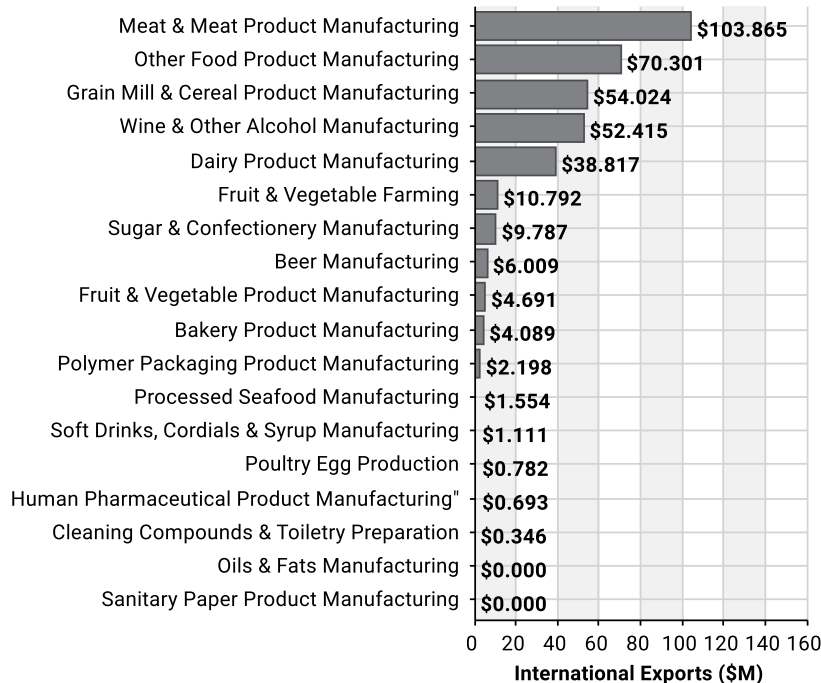 Meat & Meat Product Manufacturing $103.865
Other Food Product Manufacturing $70.301
Grain Mill & Cereal Product Manufacturing $54.024
Wine & Other Alcohol Manufacturing $52.415
Dairy Product Manufacturing $38.817
Fruit & Vegetable Farming $10.792
Sugar & Confectionery Manufacturing $9.787
Beer Manufacturing $6.009
Fruit & Vegetable Product Manufacturing $4.691
Bakery Product Manufacturing $4.089
Polymer Packaging Product Manufacturing $2.198
Processed Seafood Manufacturing $1.554
Soft Drinks, Cordials & Syrup Manufacturing $1.111
Poultry Egg Production $0.782
Human Pharmaceutical Product Manufacturing" $0.693
Cleaning Compounds & Toiletry Preparation $0.346
Oils & Fats Manufacturing $0.000
Sanitary Paper Product Manufacturing $0.000
0 20 40 60 80 100 120 140 160
International Exports ($M)